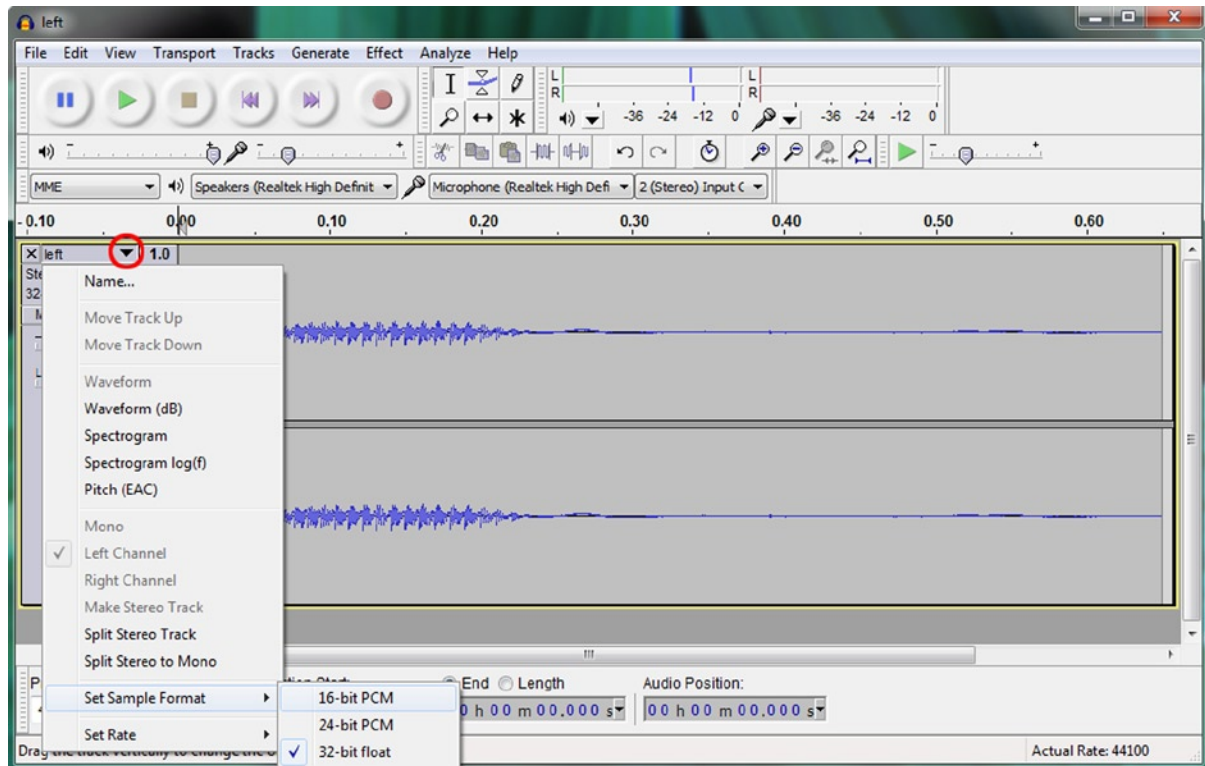 left
File Edit View Transport Tracks Generate Effect Analyze Help
L
R
-36 -24 -12 0
L
R
-36 -24 -12 0
MME
Speakers (Realtek High Definit
Microphone (Realtek High Defi
2 (Stereo) Input C
- 0.10 0.00 0.10 0.20 0.30 0.40 0.50 0.60
left
1.0
Ste
32
Name...
Move Track Up
Move Track Down
Waveform
Waveform (dB)
Spectrogram
Spectrogram log(f)
Pitch (EAC)
Mono
Left Channel
Right Channel
Make Stereo Track
Split Stereo Track
Split Stereo to Mono
Set Sample Format
Set Rate
16-bit PCM
24-bit PCM
32-bit float
End Length Audio Position:
0 h 00 m 00.000 s
00 h 00 m 00.000 s
Actual Rate: 44100